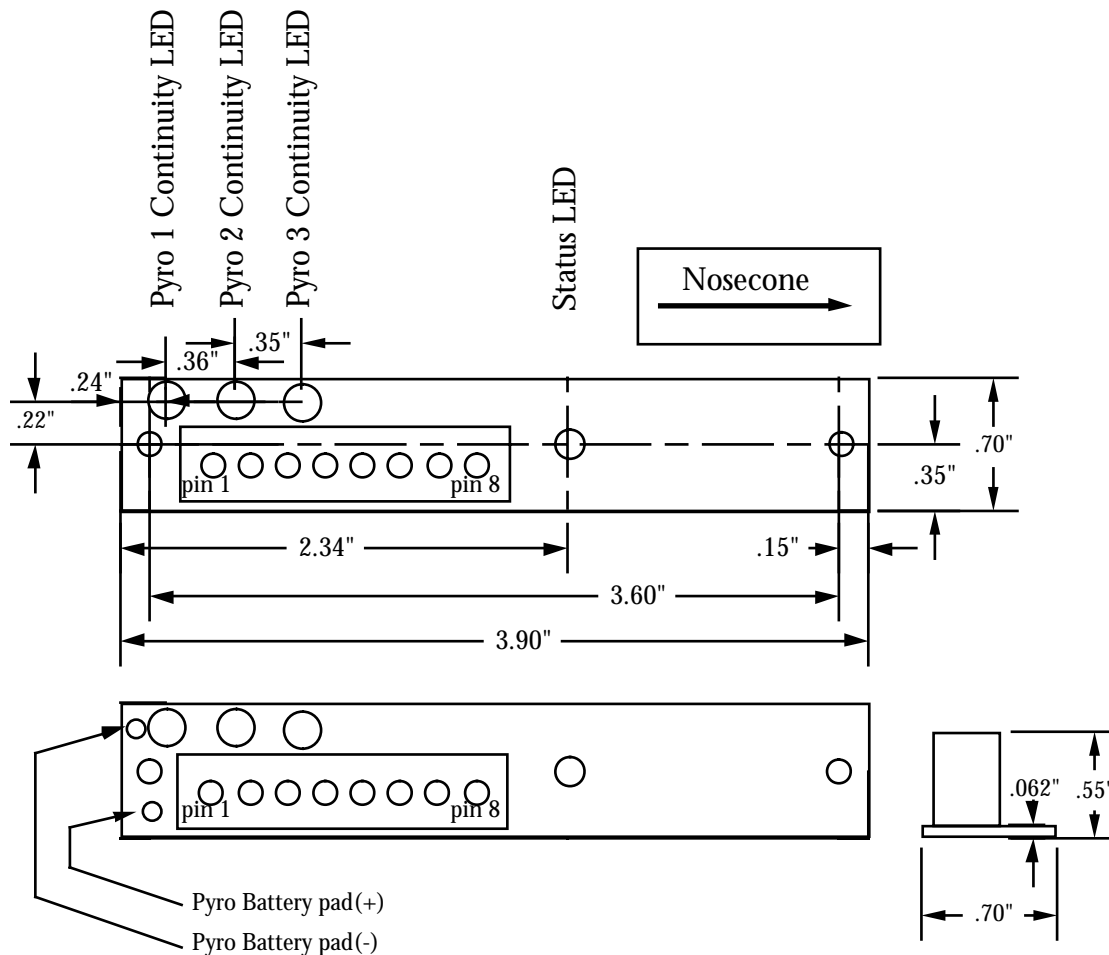 Pyro 1 Continuity LED
Pyro 2 Continuity LED
Pyro 3 Continuity LED
Status LED
Nosecone
.35"
.36"
.24"
.22"
.70"
.35"
pin 1
pin 8
2.34"
.15"
3.60"
3.90"
pin 1
pin 8
.062"
.55"
.70"
Pyro Battery pad(+)
Pyro Battery pad(-)